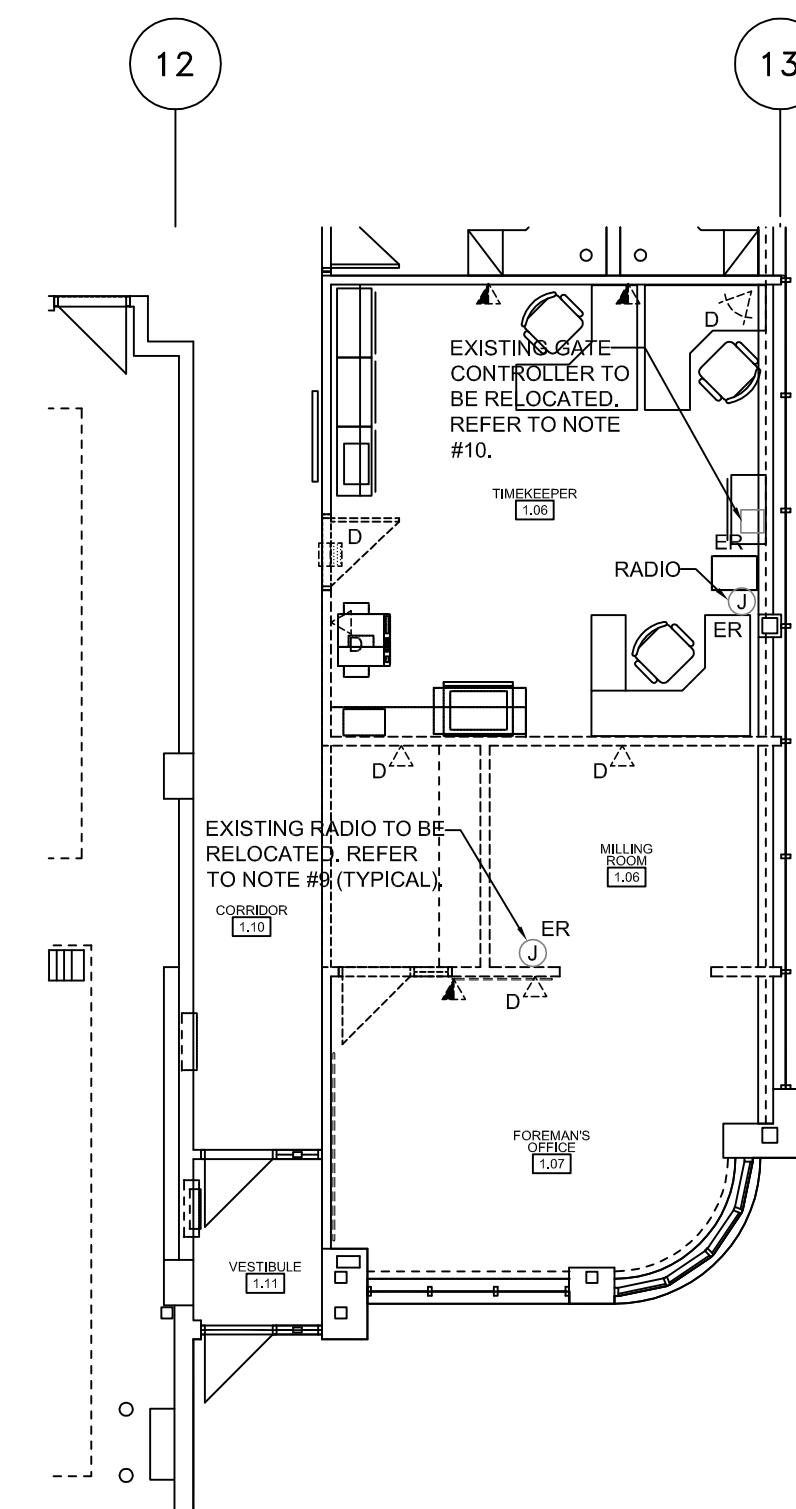 12
13
D
EXISTING GATE
CONTROLLER TO
BE RELOCATED.
REFER TO NOTE
#10.
TIMEKEEPER
1.06
D
ER
RADIO
J
ER
D
D
D
EXISTING RADIO TO BE
RELOCATED. REFER
TO NOTE #9 (TYPICAL).
MILLING
ROOM
1.06
CORRIDOR
1.10
ER
J
D
FOREMAN'S
OFFICE
1.07
VESTIBULE
1.11